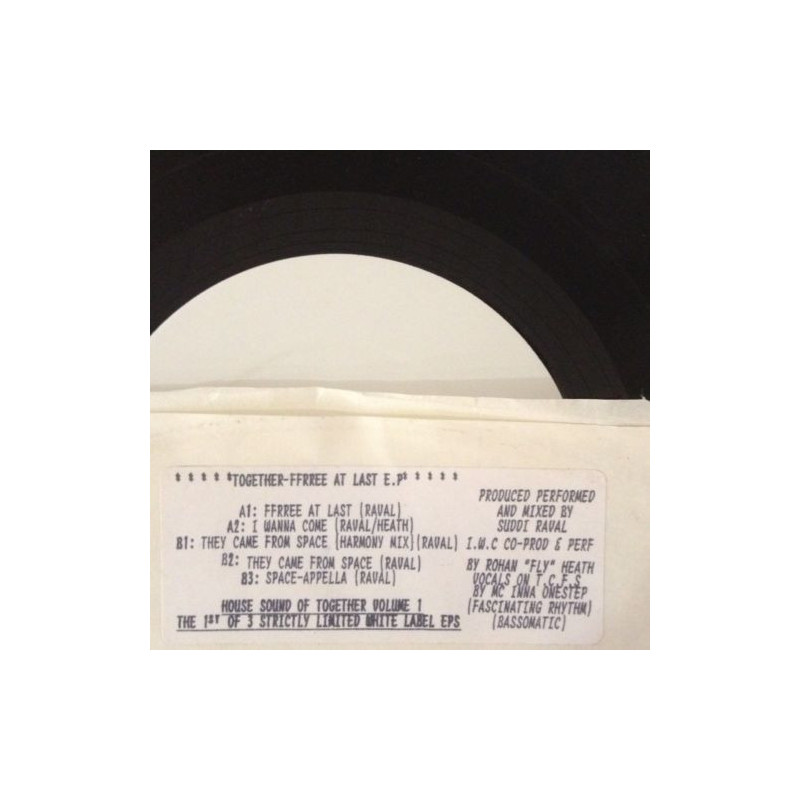 * * * * *TOGETHER-FFRREE AT LAST E.P* * * * *
A1: FFRREE AT LAST (RAVAL)
A2: I WANNA COME (RAVAL/HEATH)
B1: THEY CAME FROM SPACE (HARMONY MIX)(RAVAL)
B2: THEY CAME FROM SPACE (RAVAL)
B3: SPACE-APPELLA (RAVAL)
HOUSE SOUND OF TOGETHER VOLUME 1
THE 1ST OF 3 STRICTLY LIMITED WHITE LABEL EPS
PRODUCED PERFORMED
AND MIXED BY
SUDDI RAVAL
I.W.C CO-PROD & PERF
BY ROHAN "FLY" HEATH
VOCALS ON T.C.F.S
BY MC INNA ONESTEP
(FASCINATING RHYTHM)
(BASSOMATIC)